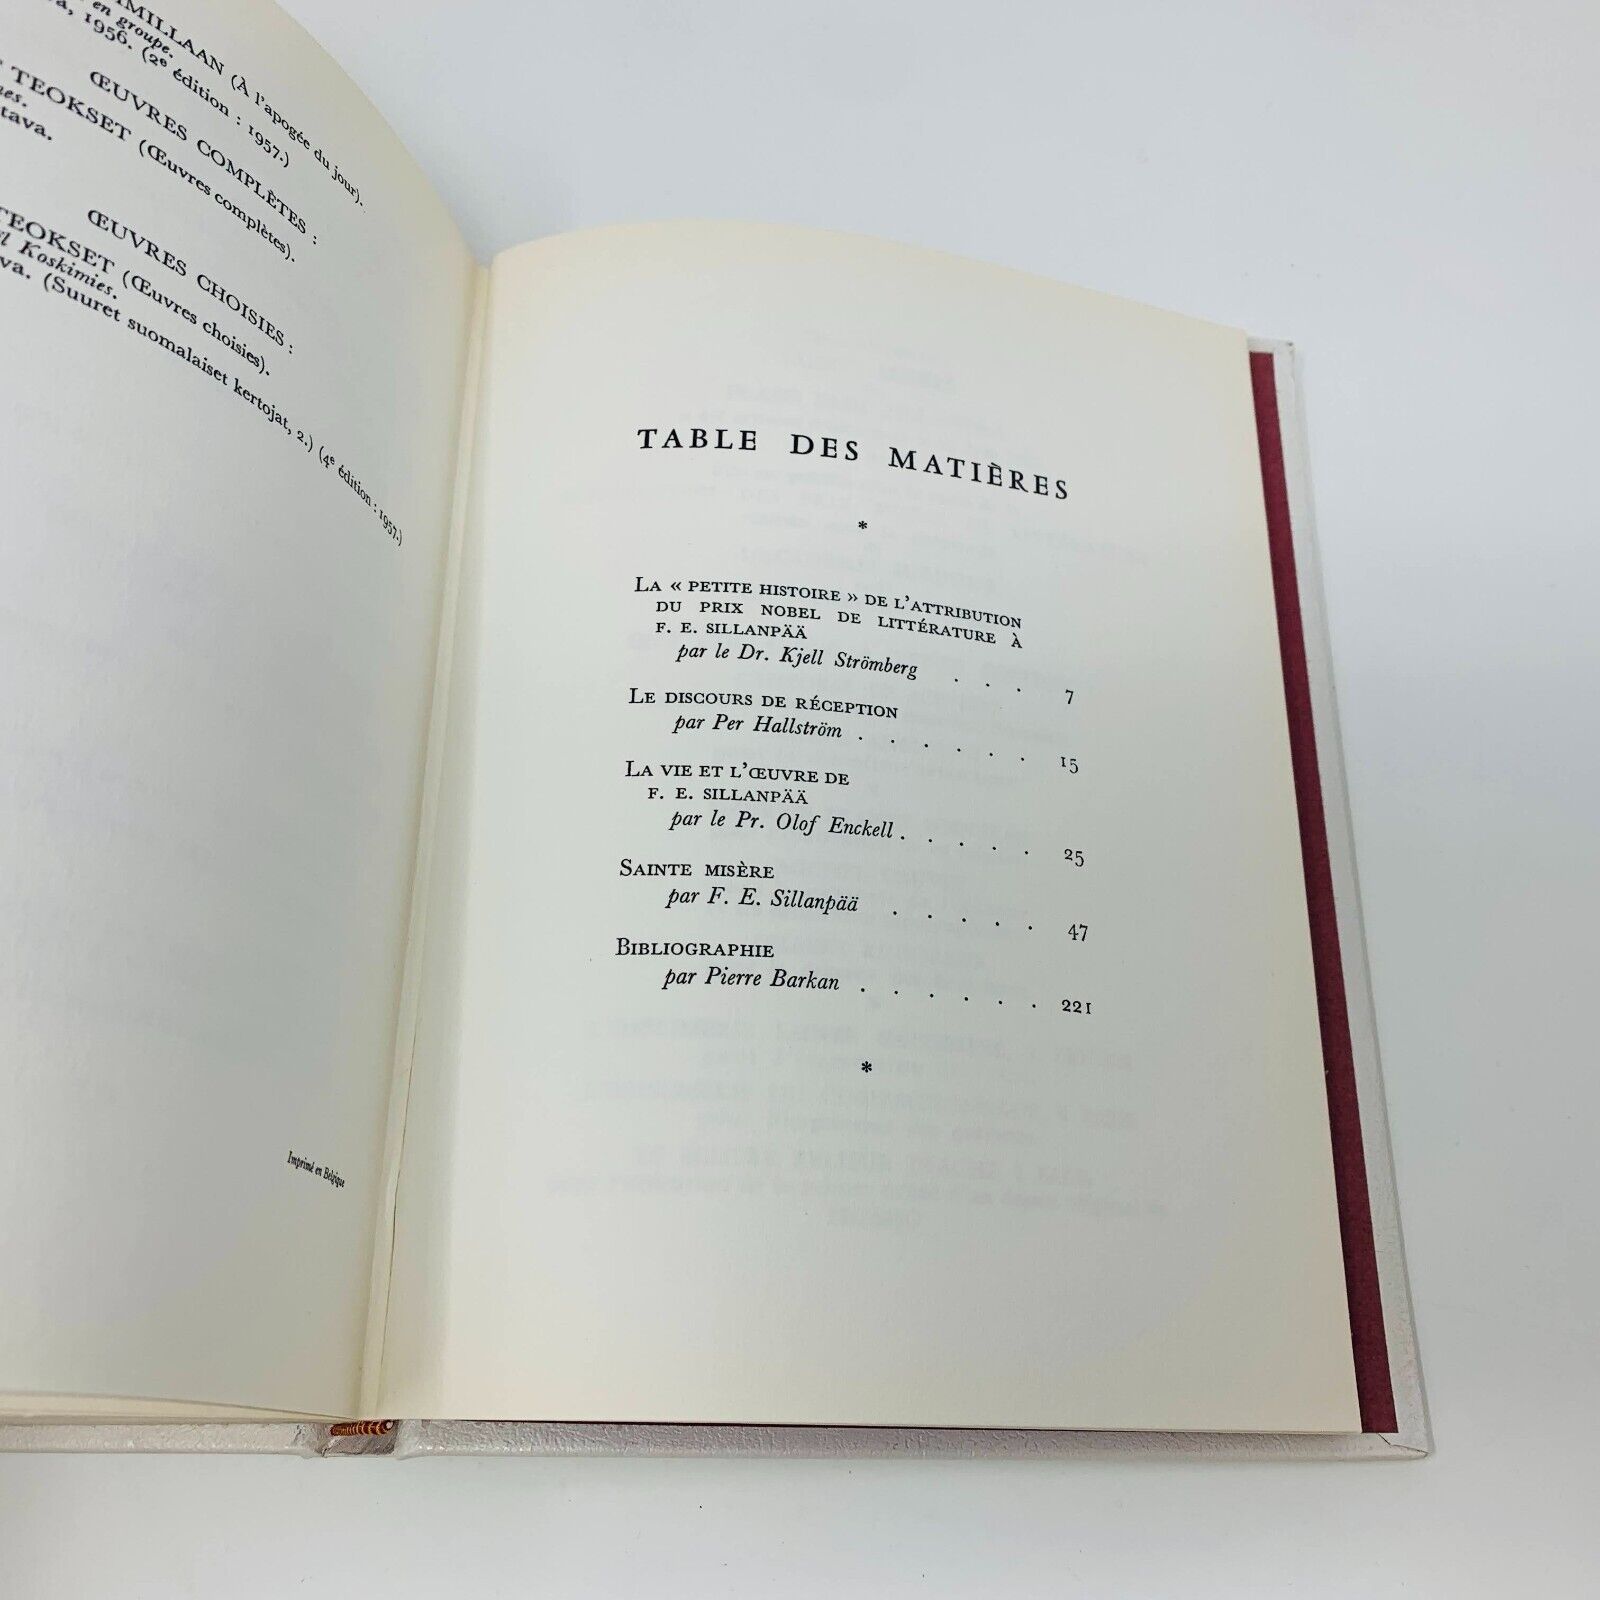 IMILLAAN (À l'apogée du jour).
en groupe.
1956. (2e édition : 1957.)
ŒUVRES COMPLÈTES :
TEOKSET (Œuvres complètes).
ŒUVRES CHOISIES :
TEOKSET (Œuvres choisies).
Koskimies.
(Suuret suomalaiset kertojat, 2.) (4e édition : 1957.)
Imprimé en Belgique
TABLE DES MATIÈRES
*
LA « PETITE HISTOIRE » DE L'ATTRIBUTION
DU PRIX NOBEL DE LITTÉRATURE À
F. E. SILLANPÄÄ
par le Dr. Kjell Strömberg . . . 7
LE DISCOURS DE RÉCEPTION
par Per Hallström . . . . . . 15
LA VIE ET L'ŒUVRE DE
F. E. SILLANPÄÄ
par le Pr. Olof Enckell . . . . . 25
SAINTE MISÈRE
par F. E. Sillanpää . . . . . 47
BIBLIOGRAPHIE
par Pierre Barkan . . . . . . 221
*